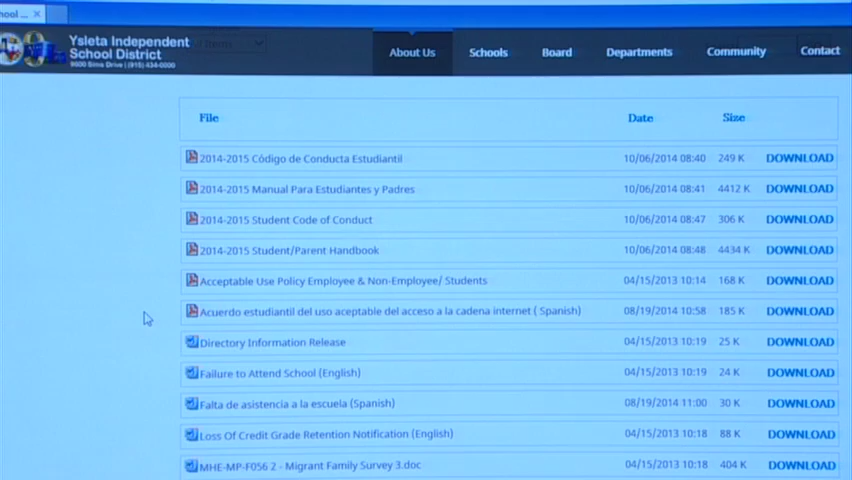 hool ... ×
Ysleta Independent
School District
9600 Sims Drive | (915) 434-0000
About Us Schools Board Departments Community Contact
File Date Size
2014-2015 Código de Conducta Estudiantil 10/06/2014 08:40 249 K DOWNLOAD
2014-2015 Manual Para Estudiantes y Padres 10/06/2014 08:41 4412 K DOWNLOAD
2014-2015 Student Code of Conduct 10/06/2014 08:47 306 K DOWNLOAD
2014-2015 Student/Parent Handbook 10/06/2014 08:48 4434 K DOWNLOAD
Acceptable Use Policy Employee & Non-Employee/ Students 04/15/2013 10:14 168 K DOWNLOAD
Acuerdo estudiantil del uso aceptable del acceso a la cadena internet ( Spanish) 08/19/2014 10:58 185 K DOWNLOAD
Directory Information Release 04/15/2013 10:19 25 K DOWNLOAD
Failure to Attend School (English) 04/15/2013 10:19 24 K DOWNLOAD
Falta de asistencia a la escuela (Spanish) 08/19/2014 11:00 30 K DOWNLOAD
Loss Of Credit Grade Retention Notification (English) 04/15/2013 10:18 88 K DOWNLOAD
MHE-MP-F056 2 - Migrant Family Survey 3.doc 04/15/2013 10:18 404 K DOWNLOAD